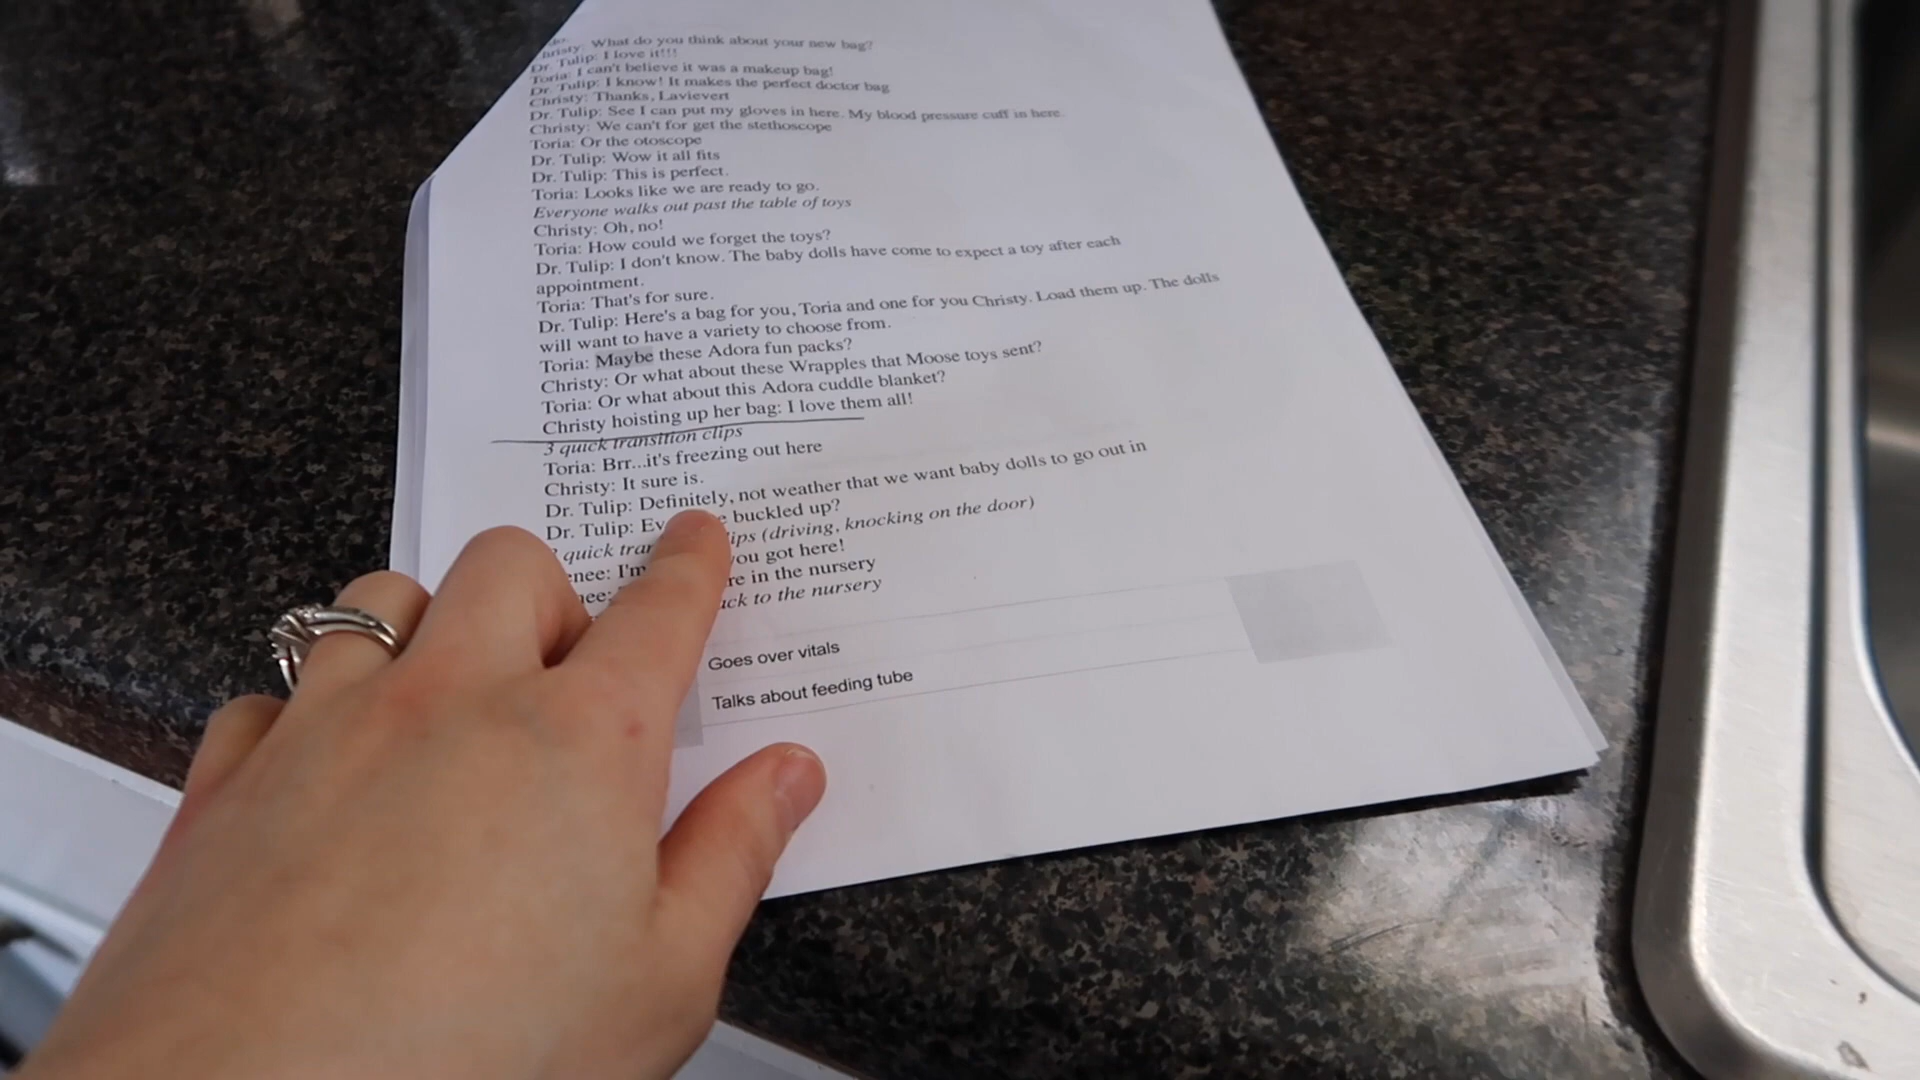 Christy: What do you think about your new bag?
Dr. Tulip: I love it!!!
Toria: I can't believe it was a makeup bag!
Dr. Tulip: I know! It makes the perfect doctor bag
Christy: Thanks, Lavievert
Dr. Tulip: See I can put my gloves in here. My blood pressure cuff in here.
Christy: We can't for get the stethoscope
Toria: Or the otoscope
Dr. Tulip: Wow it all fits
Dr. Tulip: This is perfect.
Toria: Looks like we are ready to go.
Everyone walks out past the table of toys
Christy: Oh, no!
Toria: How could we forget the toys?
Dr. Tulip: I don't know. The baby dolls have come to expect a toy after each
appointment.
Toria: That's for sure.
Dr. Tulip: Here's a bag for you, Toria and one for you Christy. Load them up. The dolls
will want to have a variety to choose from.
Toria: Maybe these Adora fun packs?
Christy: Or what about these Wrapples that Moose toys sent?
Toria: Or what about this Adora cuddle blanket?
Christy hoisting up her bag: I love them all!
3 quick transition clips
Toria: Brr...it's freezing out here
Christy: It sure is.
Dr. Tulip: Definitely, not weather that we want baby dolls to go out in
Dr. Tulip: buckled up?
quick (driving, knocking on the door)
I'm you got here!
in the nursery
to the nursery
Goes over vitals
Talks about feeding tube